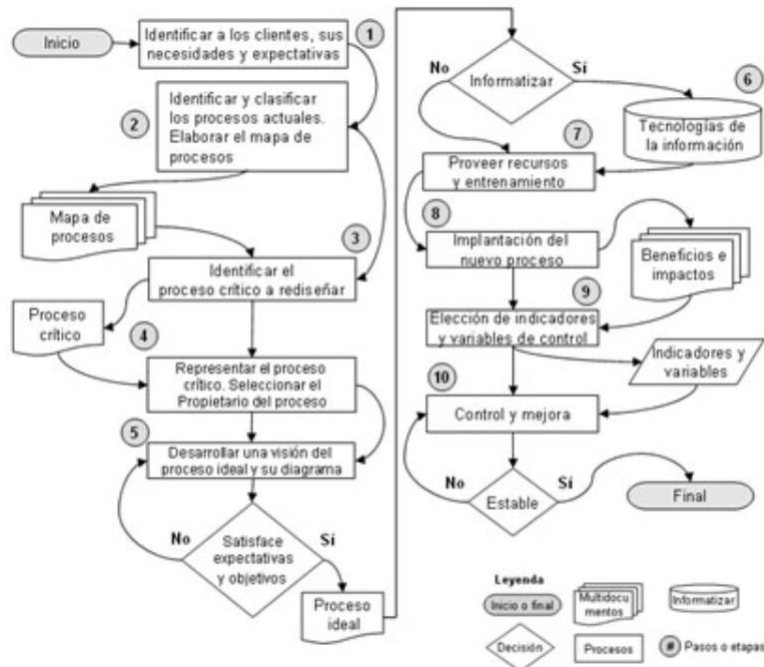 Inicio
Identificar a los clientes, sus
necesidades y expectativas
1
2
Identificar y clasificar
los procesos actuales.
Elaborar el mapa de
procesos
Mapa de
procesos
3
Identificar el
proceso crítico a rediseñar
Proceso
crítico
4
Representar el proceso
crítico. Seleccionar el
Propietario del proceso
5
Desarrollar una visión del
proceso ideal y su diagrama
No
Satisface
expectativas
y objetivos
Sí
Proceso
ideal
No
Informatizar
Sí
6
Tecnologías de
la información
7
Proveer recursos
y entrenamiento
8
Implantación del
nuevo proceso
Beneficios e
impactos
9
Elección de indicadores
y variables de control
Indicadores y
variables
10
Control y mejora
No
Estable
Sí
Final
Leyenda
Inicio o final
Multidocu
mentos
Informatizar
Decisión
Procesos
#
Pasos o etapas